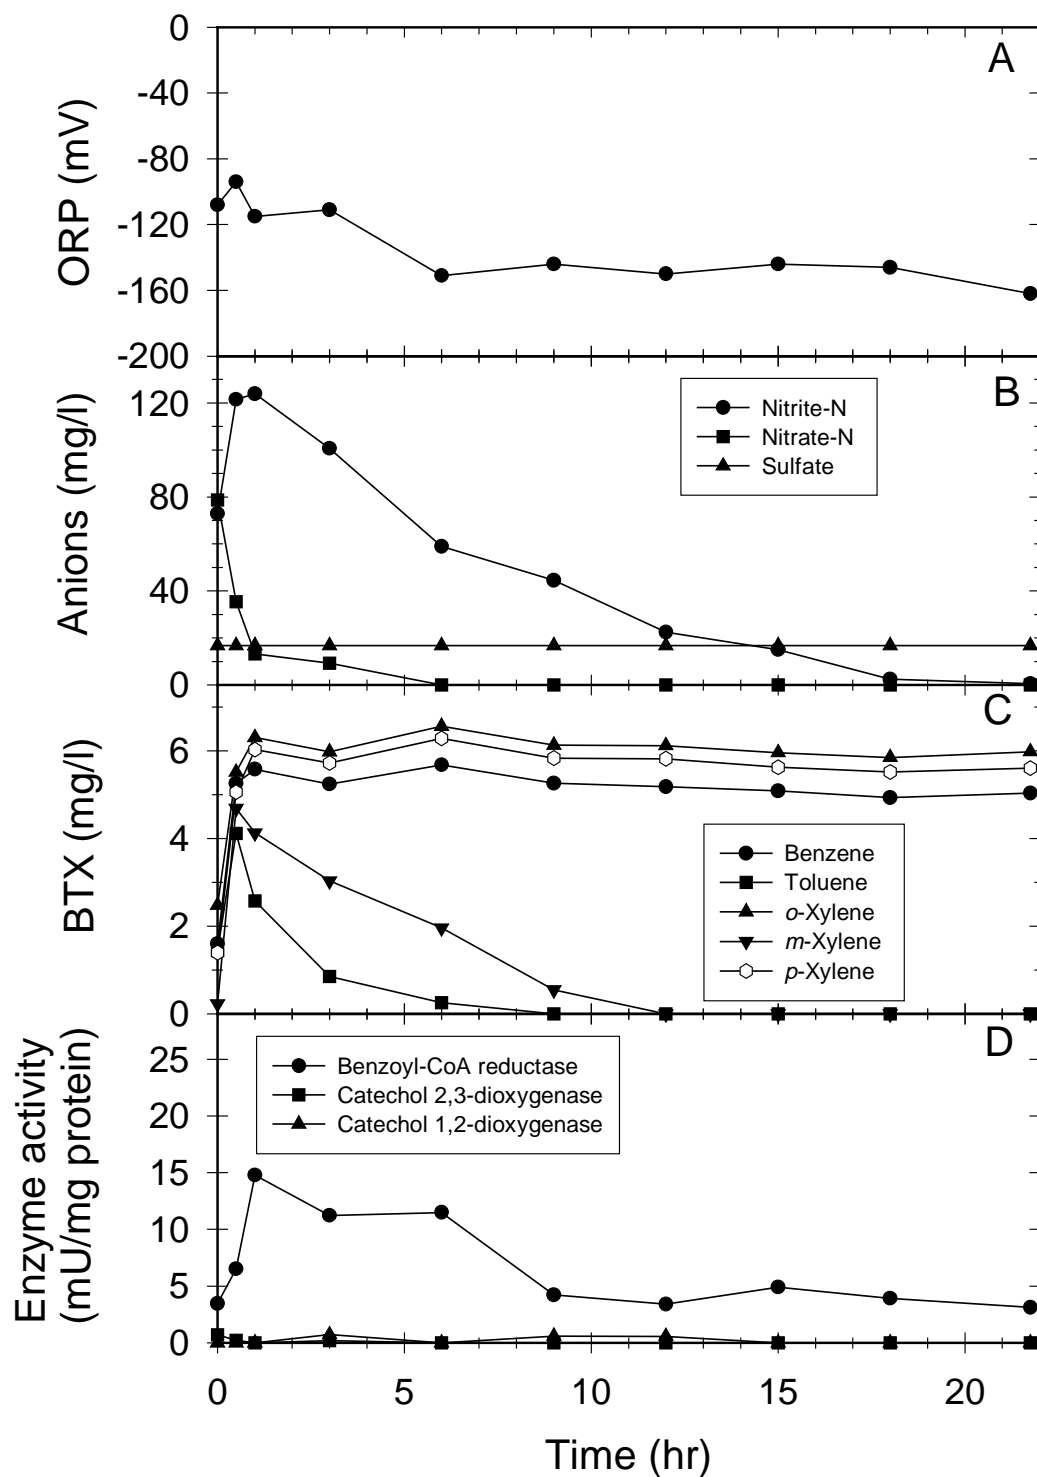 0
-40
-80
-120
-160
-200
ORP (mV)
A
120
80
40
0
Anions (mg/l)
B
Nitrite-N
Nitrate-N
Sulfate
6
4
2
0
BTX (mg/l)
C
Benzene
Toluene
o-Xylene
m-Xylene
p-Xylene
25
20
15
10
5
0
Enzyme activity
(mU/mg protein)
D
Benzoyl-CoA reductase
Catechol 2,3-dioxygenase
Catechol 1,2-dioxygenase
0 5 10 15 20
Time (hr)